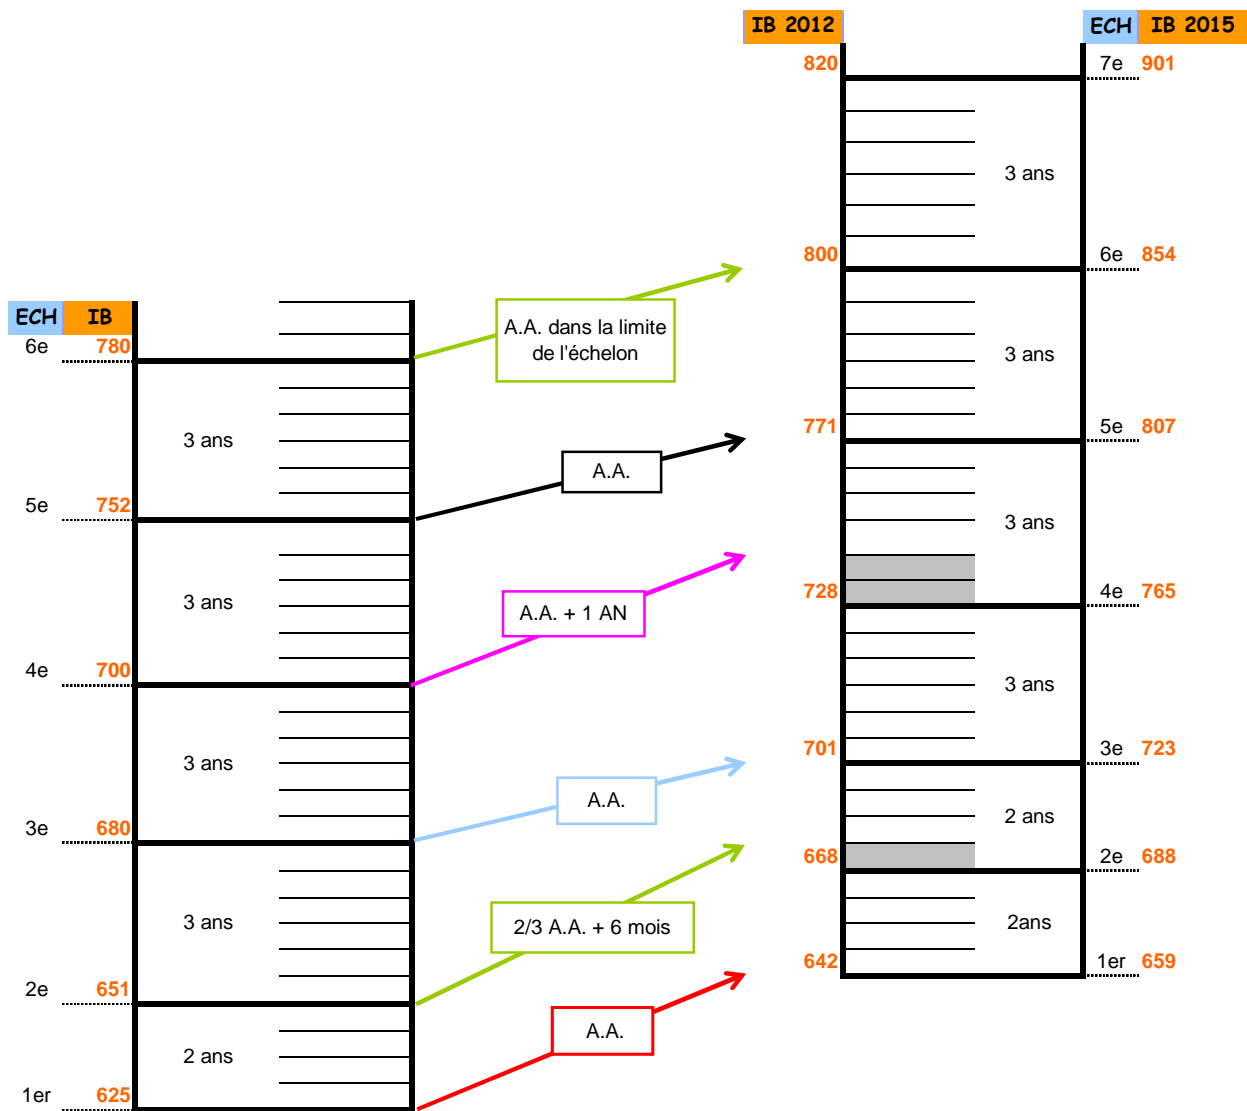 IB 2012
ECH IB 2015
820
7e 901
3 ans
800
6e 854
A.A. dans la limite
de l'échelon
ECH IB
6e 780
3 ans
771
5e 807
3 ans
A.A.
5e 752
3 ans
3 ans
A.A. + 1 AN
728
4e 765
4e 700
3 ans
3 ans
701
3e 723
A.A.
2 ans
3e 680
668
2e 688
3 ans
2/3 A.A. + 6 mois
2ans
642
1er 659
2e 651
A.A.
2 ans
1er 625